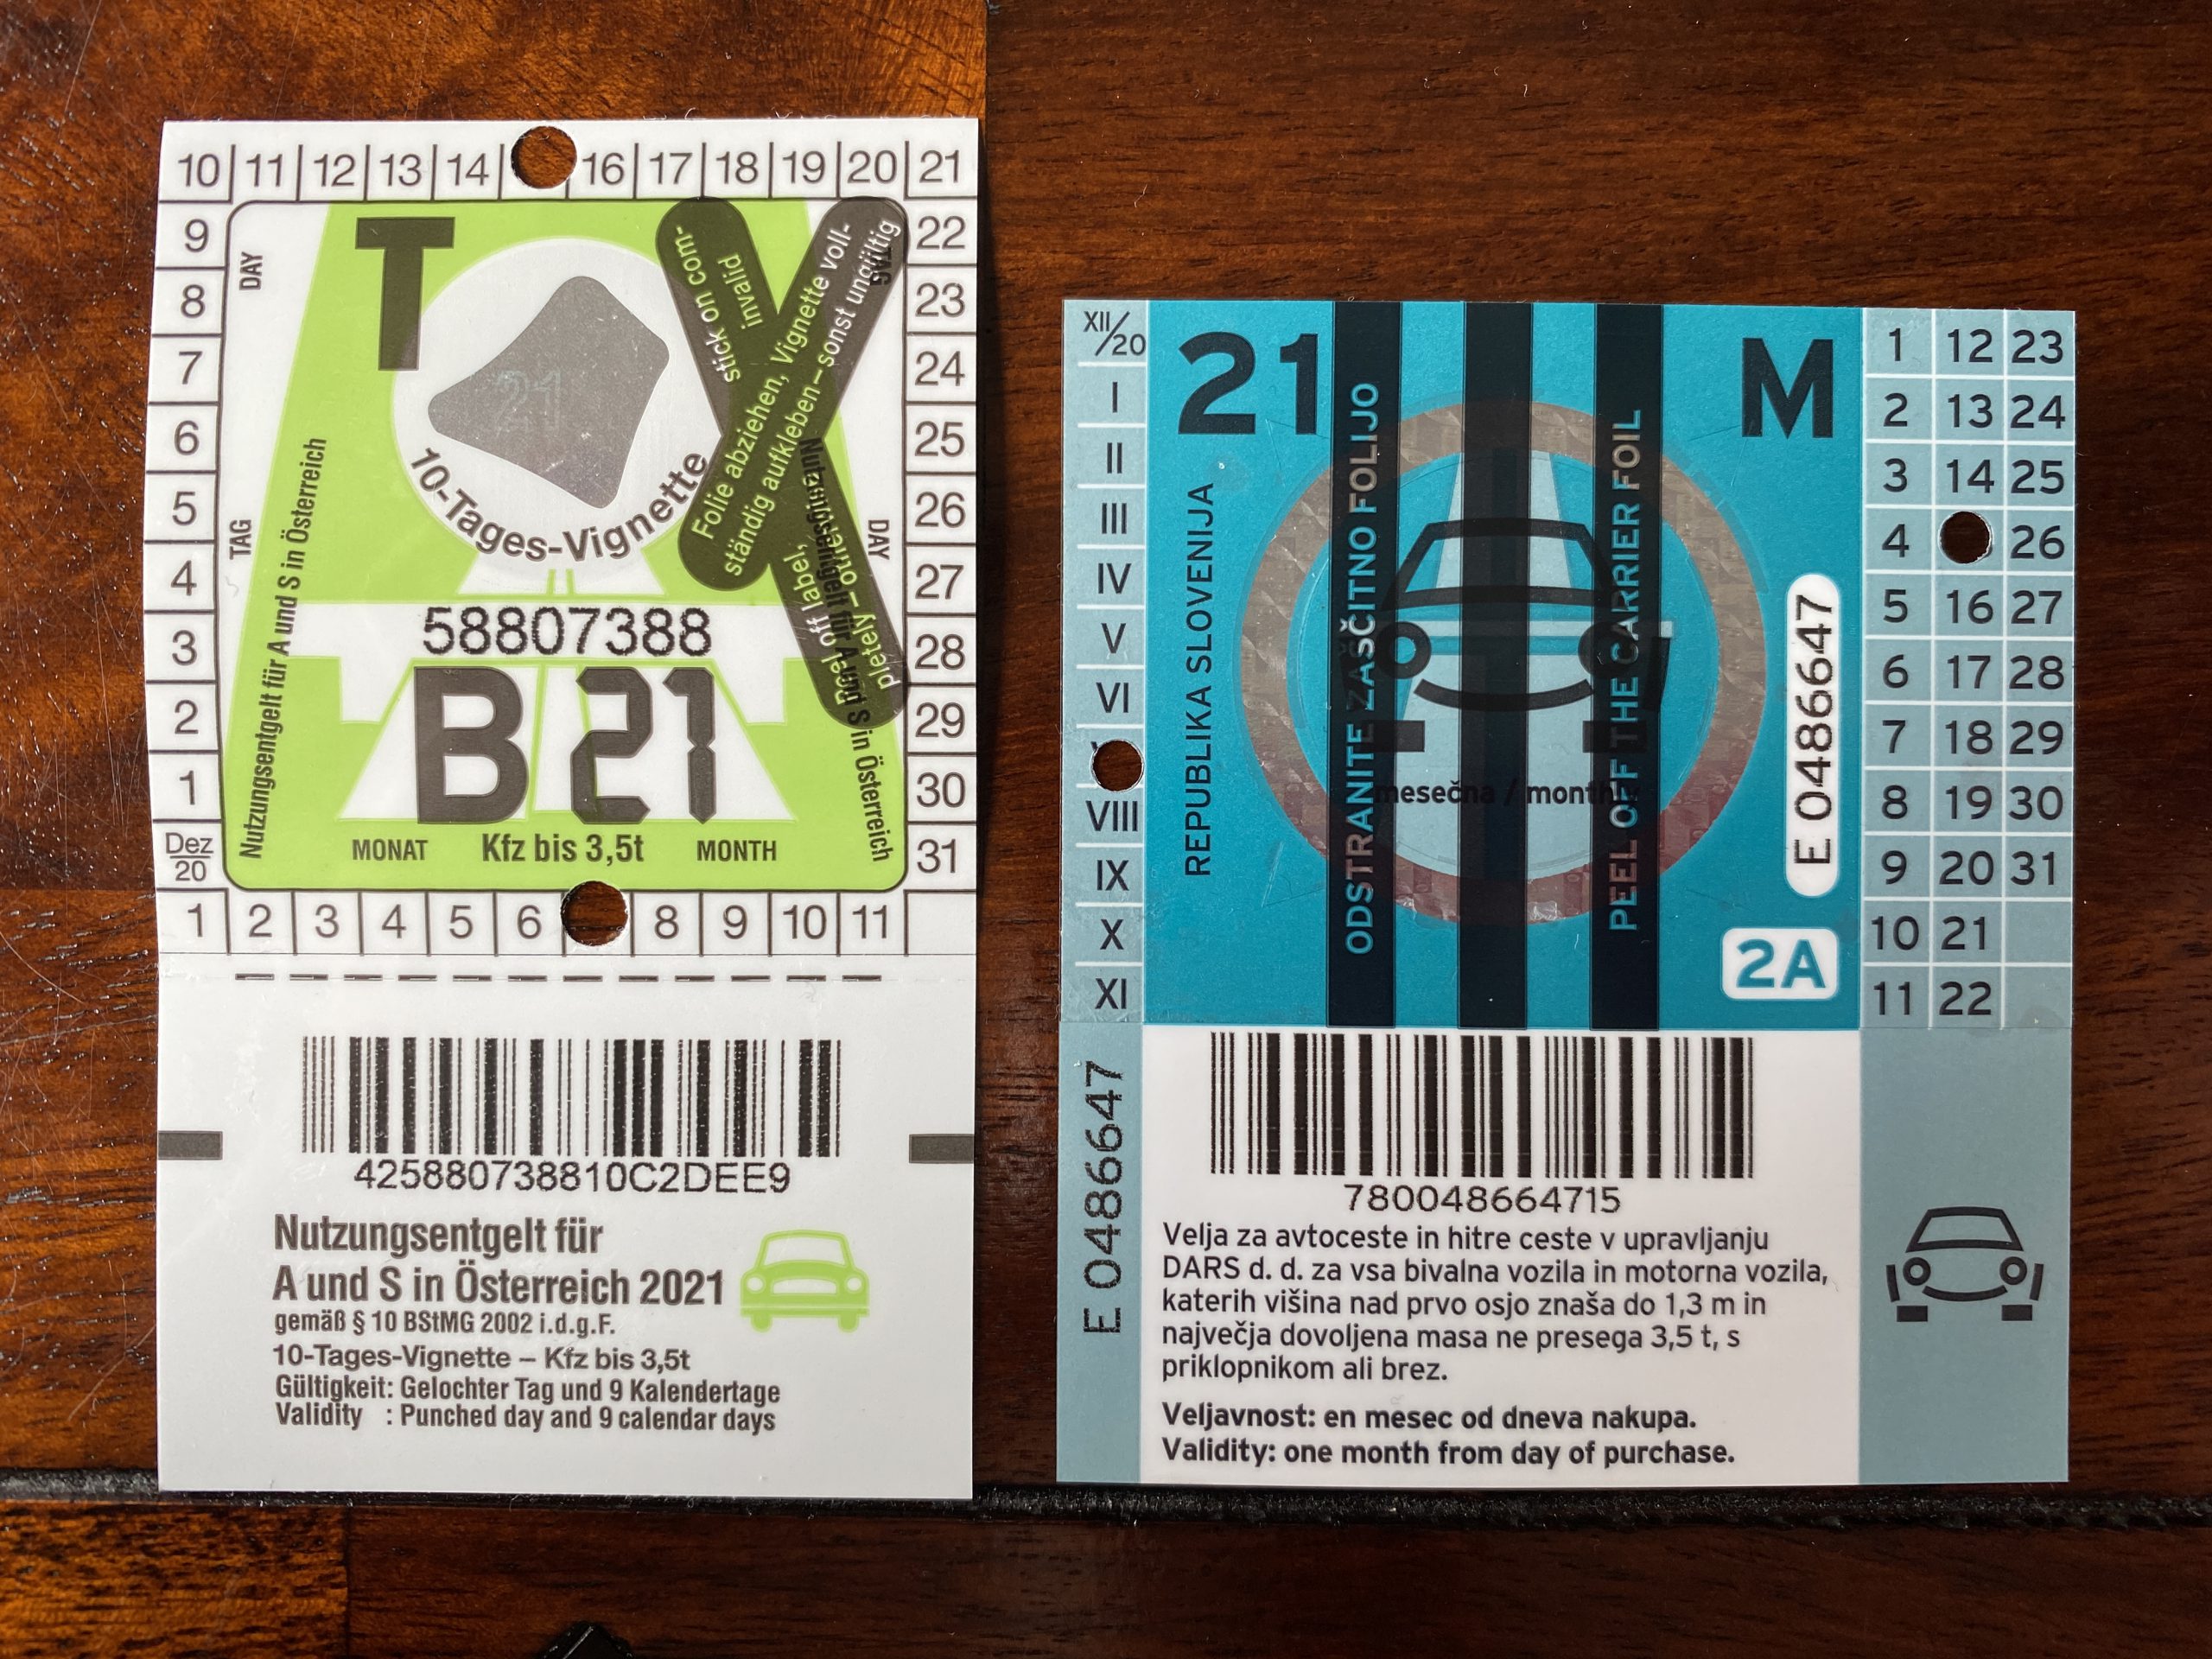 10 11 12 13 14 16 17 18 19 20 21
9
8
7
6
5
4
3
2
1
Dez
20
DAY
TAG
Nutzungsentgelt für A und S in Österreich
T
21
10-Tages-Vignette
Folie abziehen, Vignette voll-
ständig aufkleben – sonst ungültig
Peel off label, stick on com-
pletely – otherwise invalid
TAG
DAY
Nutzungsentgelt für A und S in Österreich
58807388
B 21
MONAT Kfz bis 3,5t MONTH
22
23
24
25
26
27
28
29
30
31
1 2 3 4 5 6 8 9 10 11
425880738810C2DEE9
Nutzungsentgelt für
A und S in Österreich 2021
gemäß § 10 BStMG 2002 i.d.g.F.
10-Tages-Vignette – Kfz bis 3,5t
Gültigkeit: Gelochter Tag und 9 Kalendertage
Validity : Punched day and 9 calendar days
XII/20
I
II
III
IV
V
VI
VIII
IX
X
XI
21
M
REPUBLIKA SLOVENIJA
ODSTRANITE ZAŠČITNO FOLIJO
PEEL OFF THE CARRIER FOIL
mesečna / monthly
E 0486647
2A
1 12 23
2 13 24
3 14 25
4 26
5 16 27
6 17 28
7 18 29
8 19 30
9 20 31
10 21
11 22
E 0486647
780048664715
Velja za avtoceste in hitre ceste v upravljanju
DARS d. d. za vsa bivalna vozila in motorna vozila,
katerih višina nad prvo osjo znaša do 1,3 m in
največja dovoljena masa ne presega 3,5 t, s
priklopnikom ali brez.
Veljavnost: en mesec od dneva nakupa.
Validity: one month from day of purchase.